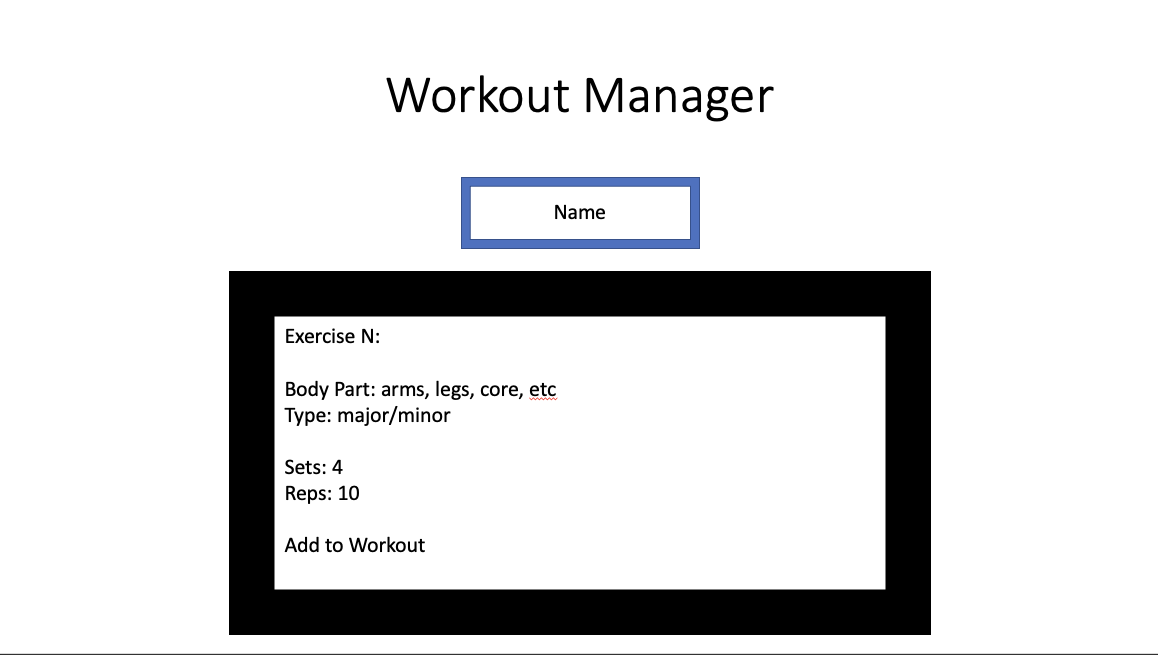 Workout Manager
Name
Exercise N:
Body Part: arms, legs, core, etc
Type: major/minor
Sets: 4
Reps: 10
Add to Workout